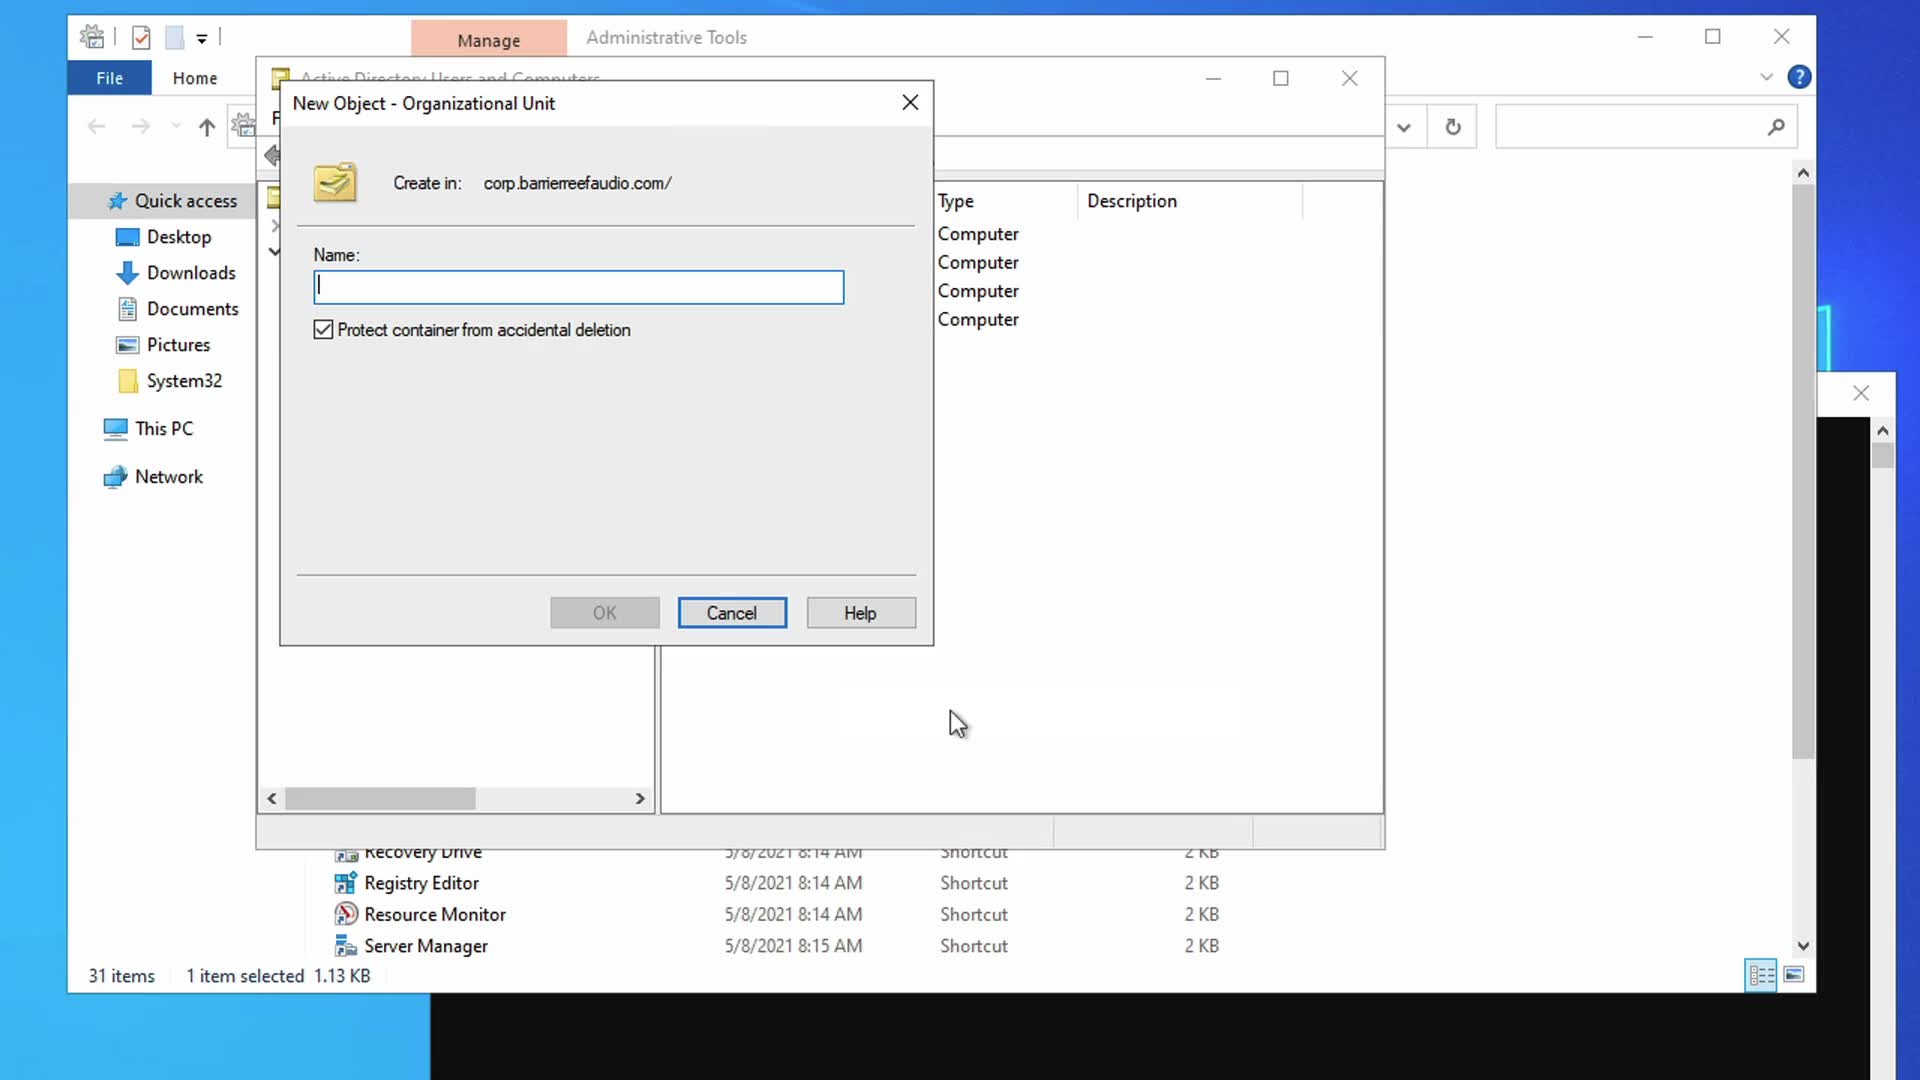 Manage
Administrative Tools
File
Home
Active Directory Users and Computers
New Object - Organizational Unit
Create in: corp.barrierreefaudio.com/
Quick access
Desktop
Downloads
Documents
Pictures
System32
This PC
Network
Name:
Protect container from accidental deletion
OK
Cancel
Help
Type
Description
Computer
Computer
Computer
Computer
Recovery Drive 5/8/2021 8:14 AM Shortcut 2 KB
Registry Editor 5/8/2021 8:14 AM Shortcut 2 KB
Resource Monitor 5/8/2021 8:14 AM Shortcut 2 KB
Server Manager 5/8/2021 8:15 AM Shortcut 2 KB
31 items 1 item selected 1.13 KB